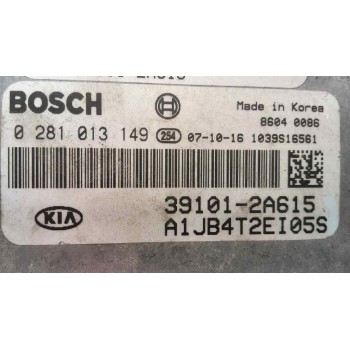 BOSCH
Made in Korea
8604 0086
0 281 013 149 254 07-10-16 1039S16561
KIA
39101-2A615
A1JB4T2EI05S